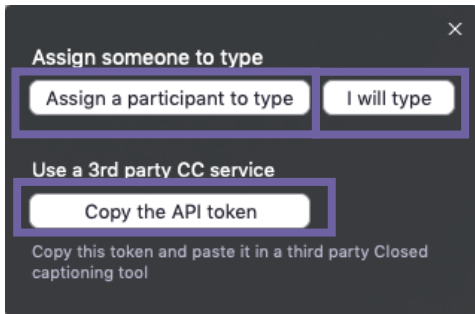 Assign someone to type
Assign a participant to type
I will type
Use a 3rd party CC service
Copy the API token
Copy this token and paste it in a third party Closed
captioning tool